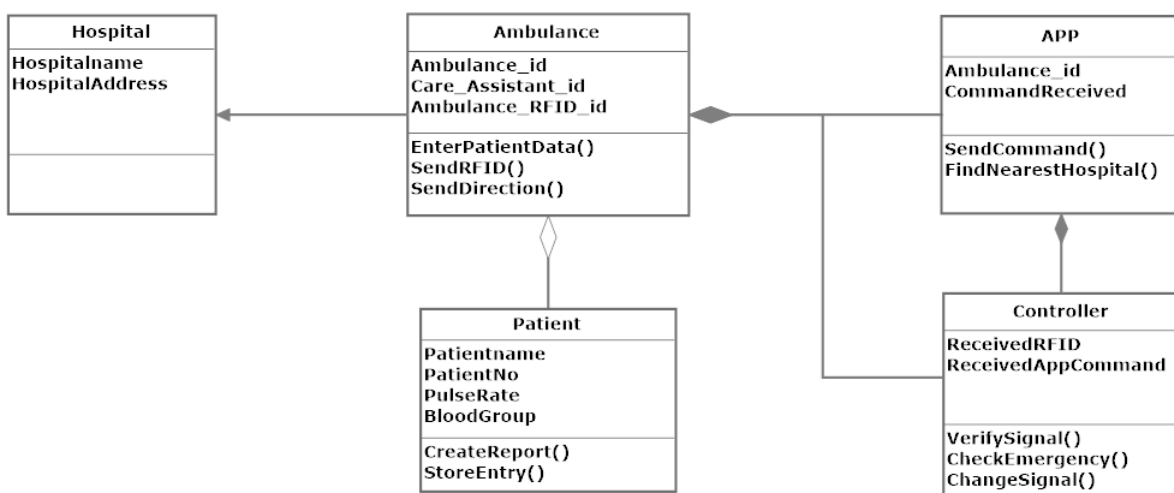 Hospital
Hospitalname
HospitalAddress
Ambulance
Ambulance_id
Care_Assistant_id
Ambulance_RFID_id
EnterPatientData()
SendRFID()
SendDirection()
APP
Ambulance_id
CommandReceived
SendCommand()
FindNearestHospital()
Patient
Patientname
PatientNo
PulseRate
BloodGroup
CreateReport()
StoreEntry()
Controller
ReceivedRFID
ReceivedAppCommand
VerifySignal()
CheckEmergency()
ChangeSignal()